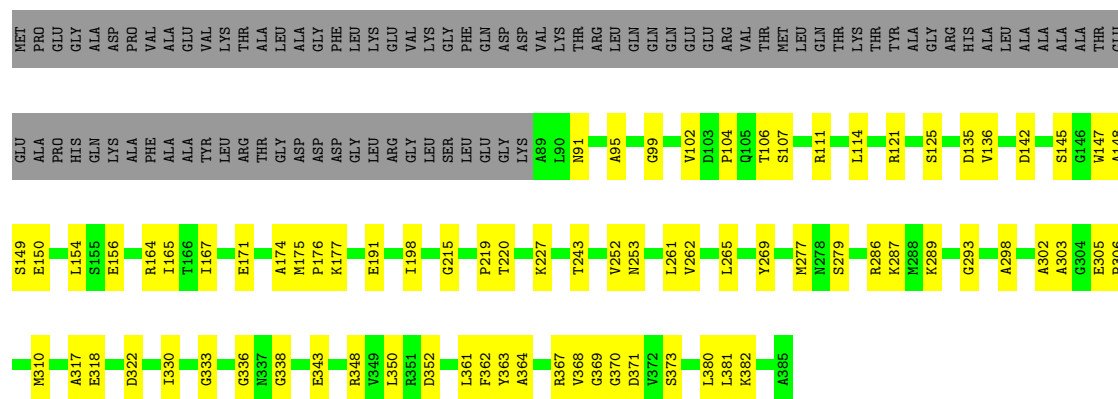 MET PRO GLU GLY ALA ASP PRO VAL ALA GLU VAL LYS THR ALA LEU ALA GLY PHE LEU LYS GLU VAL LYS GLY PHE GLN ASP ASP VAL LYS THR ARG LEU GLN GLN GLN GLU GLU ARG VAL THR MET LEU GLN THR LYS THR TYR ALA GLY ARG HIS ALA LEU ALA ALA ALA ALA THR GLU
GLU ALA PRO HIS GLN LYS ALA PHE ALA ALA TYR LEU ARG THR GLY ASP ASP ASP GLY LEU ARG GLY LEU SER LEU GLU GLY LYS A89 L90 N91 A95 G99 V102 D103 P104 Q105 T106 S107 R111 L114 R121 S125 D135 V136 D142 S145 G146 W147 A148
S149 E150 L154 S155 E156 R164 I165 T166 I167 E171 A174 M175 P176 K177 E191 I198 G215 P219 T220 K227 T243 V252 N253 L261 V262 L265 Y269 M277 N278 S279 R286 K287 M288 K289 G293 A298 A302 A303 G304 E305 P306
M310 A317 E318 D322 I330 G333 G336 N337 G338 E343 R348 V349 L350 R351 D352 L361 F362 Y363 A364 R367 V368 G369 G370 D371 V372 S373 L380 L381 K382 A385